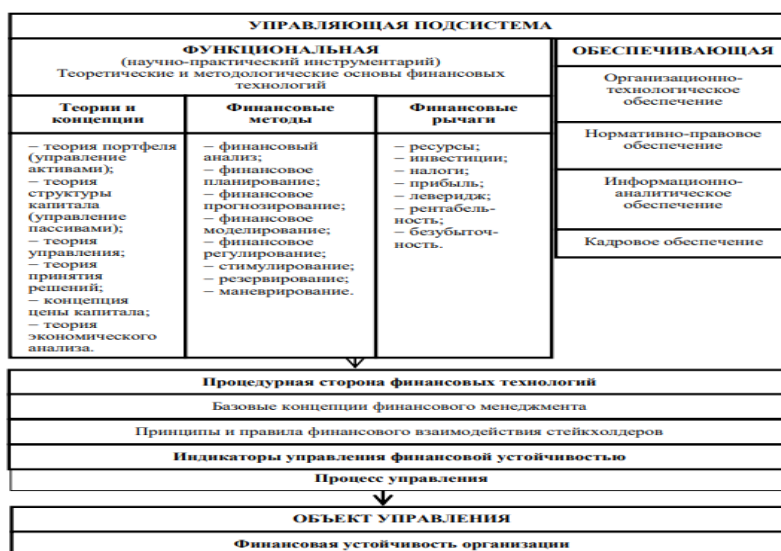 УПРАВЛЯЮЩАЯ ПОДСИСТЕМА
ФУНКЦИОНАЛЬНАЯ
(научно-практический инструментарий)
Теоретические и методологические основы финансовых
технологий
Теории и
концепции
– теория портфеля
(управление
активами);
– теория
структуры
капитала
(управление
пассивами);
– теория
управления;
– теория
принятия
решений;
– концепция
цены капитала;
– теория
экономического
анализа.
Финансовые
методы
– финансовый
анализ;
– финансовое
планирование;
– финансовое
прогнозирование;
– финансовое
моделирование;
– финансовое
регулирование;
– стимулирование;
– резервирование;
– маневрирование.
Финансовые
рычаги
– ресурсы;
– инвестиции;
– налоги;
– прибыль;
– леверидж;
– рентабель-
ность;
– безубыточ-
ность.
ОБЕСПЕЧИВАЮЩАЯ
Организационно-
технологическое
обеспечение
Нормативно-правовое
обеспечение
Информационно-
аналитическое
обеспечение
Кадровое обеспечение
Процедурная сторона финансовых технологий
Базовые концепции финансового менеджмента
Принципы и правила финансового взаимодействия стейкхолдеров
Индикаторы управления финансовой устойчивостью
Процесс управления
ОБЪЕКТ УПРАВЛЕНИЯ
Финансовая устойчивость организации